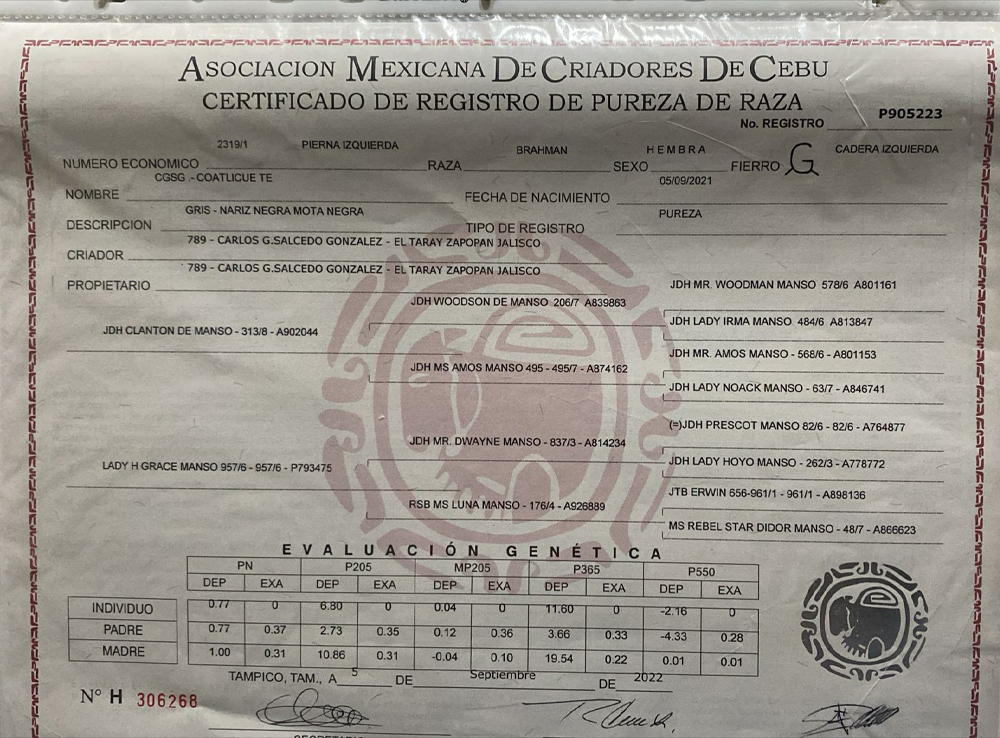 ASOCIACION MEXICANA DE CRIADORES DE CEBU
CERTIFICADO DE REGISTRO DE PUREZA DE RAZA
No. REGISTRO P905223
NUMERO ECONOMICO 2319/1 PIERNA IZQUIERDA RAZA BRAHMAN SEXO HEMBRA FIERRO G CADERA IZQUIERDA
NOMBRE CGSG .- COATLICUE TE FECHA DE NACIMIENTO 05/09/2021
DESCRIPCION GRIS - NARIZ NEGRA MOTA NEGRA TIPO DE REGISTRO PUREZA
CRIADOR 789 - CARLOS G.SALCEDO GONZALEZ - EL TARAY ZAPOPAN JALISCO
PROPIETARIO 789 - CARLOS G.SALCEDO GONZALEZ - EL TARAY ZAPOPAN JALISCO
JDH MR. WOODMAN MANSO 578/6 A801161
JDH WOODSON DE MANSO 206/7 A839863
JDH LADY IRMA MANSO 484/6 A813847
JDH CLANTON DE MANSO - 313/8 - A902044
JDH MR. AMOS MANSO - 568/6 - A801153
JDH MS AMOS MANSO 495 - 495/7 - A874162
JDH LADY NOACK MANSO - 63/7 - A846741
(=)JDH PRESCOT MANSO 82/6 - 82/6 - A764877
JDH MR. DWAYNE MANSO - 837/3 - A814234
JDH LADY HOYO MANSO - 262/3 - A778772
LADY H GRACE MANSO 957/6 - 957/6 - P793475
JTB ERWIN 656-961/1 - 961/1 - A898136
RSB MS LUNA MANSO - 176/4 - A926889
MS REBEL STAR DIDOR MANSO - 48/7 - A866623
EVALUACIÓN GENÉTICA
PN P205 MP205 P365 P550
DEP EXA DEP EXA DEP EXA DEP EXA DEP EXA
INDIVIDUO 0.77 0 6.80 0 0.04 0 11.60 0 -2.16 0
PADRE 0.77 0.37 2.73 0.35 0.12 0.36 3.66 0.33 -4.33 0.28
MADRE 1.00 0.31 10.86 0.31 -0.04 0.10 19.54 0.22 0.01 0.01
TAMPICO, TAM., A 5 DE Septiembre DE 2022
N° H 306268